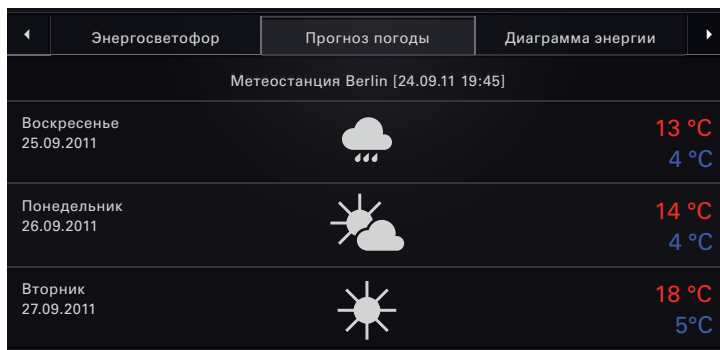 Энергосветофор
Прогноз погоды
Диаграмма энергии
Метеостанция Berlin [24.09.11 19:45]
Воскресенье
25.09.2011
13 °C
4 °C
Понедельник
26.09.2011
14 °C
4 °C
Вторник
27.09.2011
18 °C
5°C